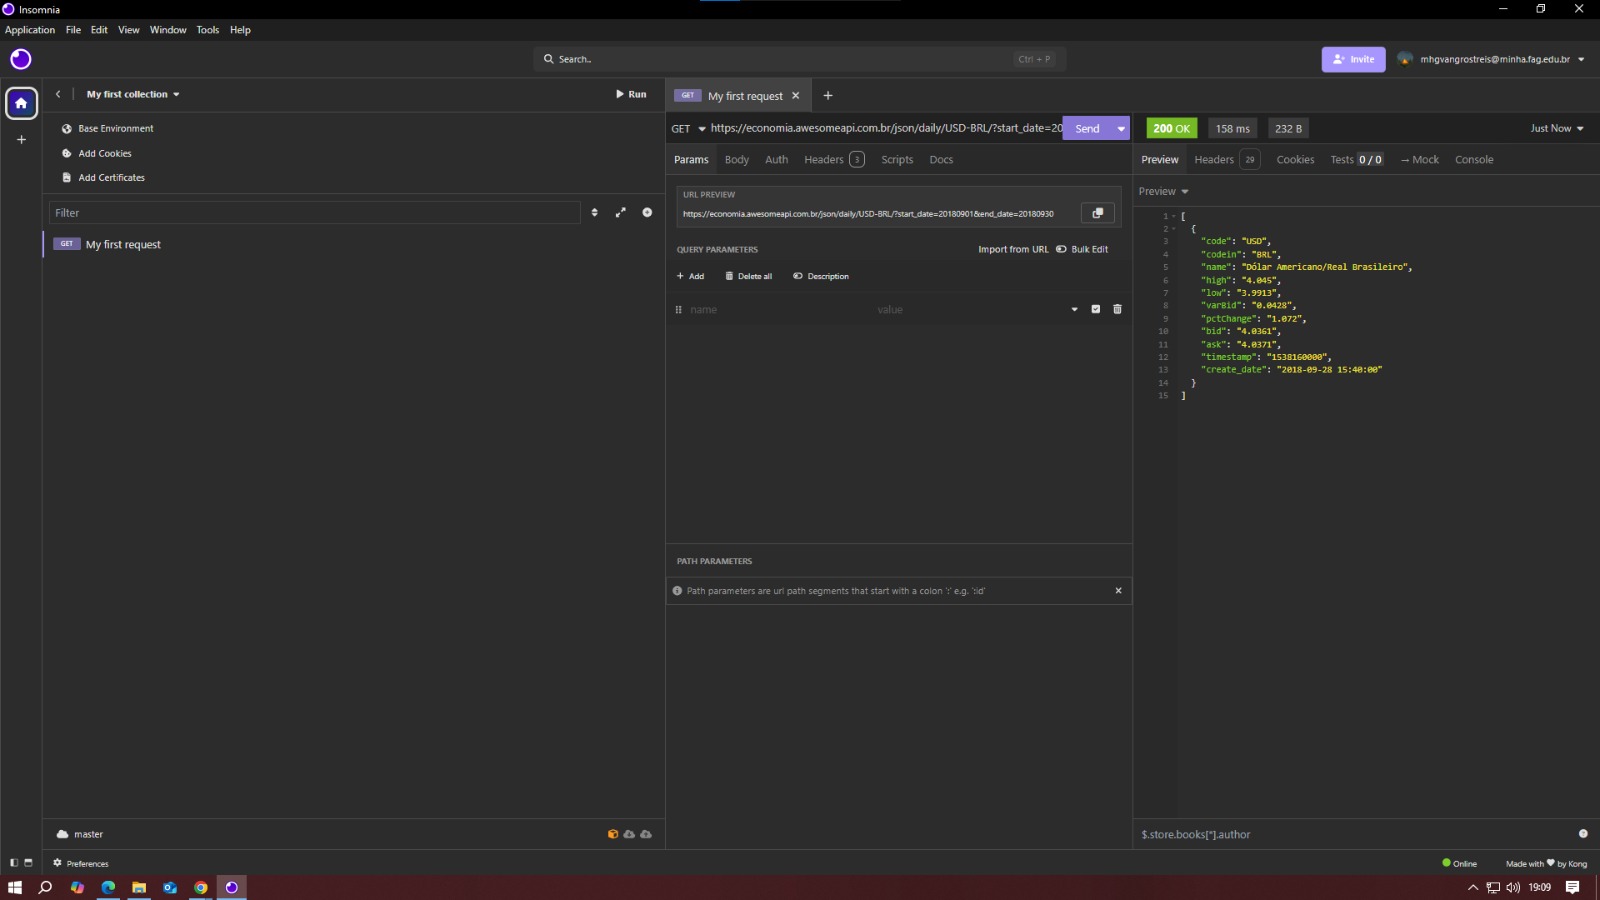 Insomnia
Application File Edit View Window Tools Help
Search.. Ctrl + P Invite mhgvangrostreis@minha.fag.edu.br
My first collection Run
Base Environment
Add Cookies
Add Certificates
Filter
GET My first request
master
Preferences
GET My first request
GET https://economia.awesomeapi.com.br/json/daily/USD-BRL/?start_date=20 Send
Params Body Auth Headers 3 Scripts Docs
URL PREVIEW
https://economia.awesomeapi.com.br/json/daily/USD-BRL/?start_date=20180901&end_date=20180930
QUERY PARAMETERS Import from URL Bulk Edit
+ Add Delete all Description
name value
PATH PARAMETERS
Path parameters are url path segments that start with a colon ':' e.g. ':id'
200 OK 158 ms 232 B Just Now
Preview Headers 29 Cookies Tests 0 / 0 → Mock Console
Preview
1 [
2 {
3 "code": "USD",
4 "codein": "BRL",
5 "name": "Dólar Americano/Real Brasileiro",
6 "high": "4.045",
7 "low": "3.9913",
8 "varBid": "0.0428",
9 "pctChange": "1.072",
10 "bid": "4.0361",
11 "ask": "4.0371",
12 "timestamp": "1538160000",
13 "create_date": "2018-09-28 15:40:00"
14 }
15 ]
$.store.books[*].author
Online Made with ♥ by Kong
19:09